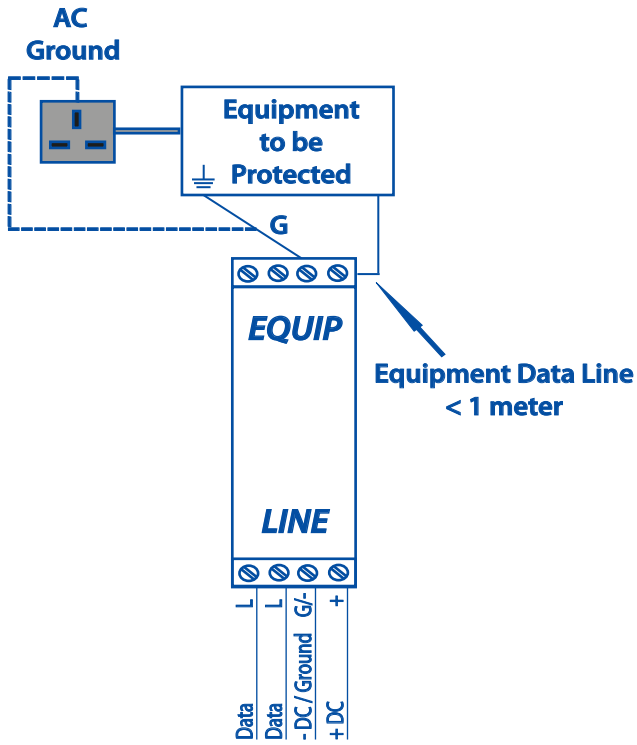 AC
Ground
Equipment
to be
Protected
G
EQUIP
Equipment Data Line
< 1 meter
LINE
L
L
G/-
+
Data
Data
- DC / Ground
+ DC